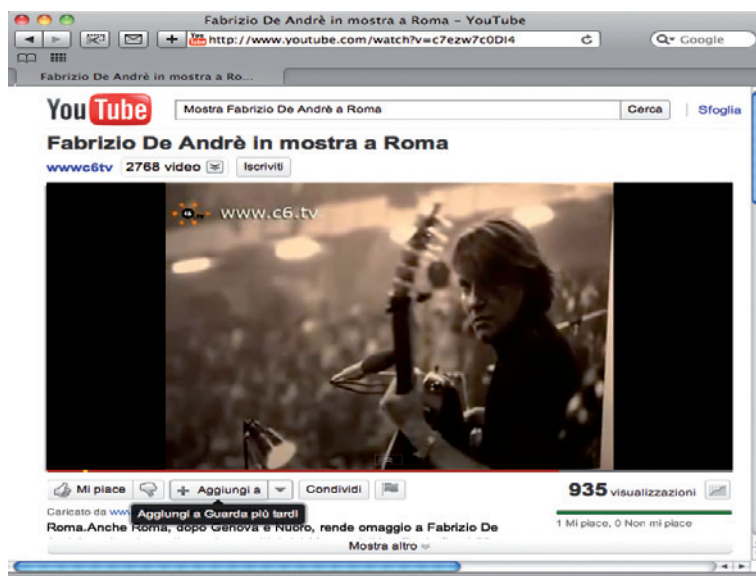 Fabrizio De Andrè in mostra a Roma – YouTube
http://www.youtube.com/watch?v=c7ezw7c0DI4
Google
Fabrizio De Andrè in mostra a Ro...
YouTube Mostra Fabrizio De Andrè a Roma Cerca Sfoglia
Fabrizio De Andrè in mostra a Roma
wwwc6tv 2768 video Iscriviti
c6 www.c6.tv
Mi piace + Aggiungi a Condividi 935 visualizzazioni
Caricato da ww
Aggiungi a Guarda più tardi
1 Mi piace, 0 Non mi piace
Roma.Anche Roma, dopo Genova e Nuoro, rende omaggio a Fabrizio De
Mostra altro